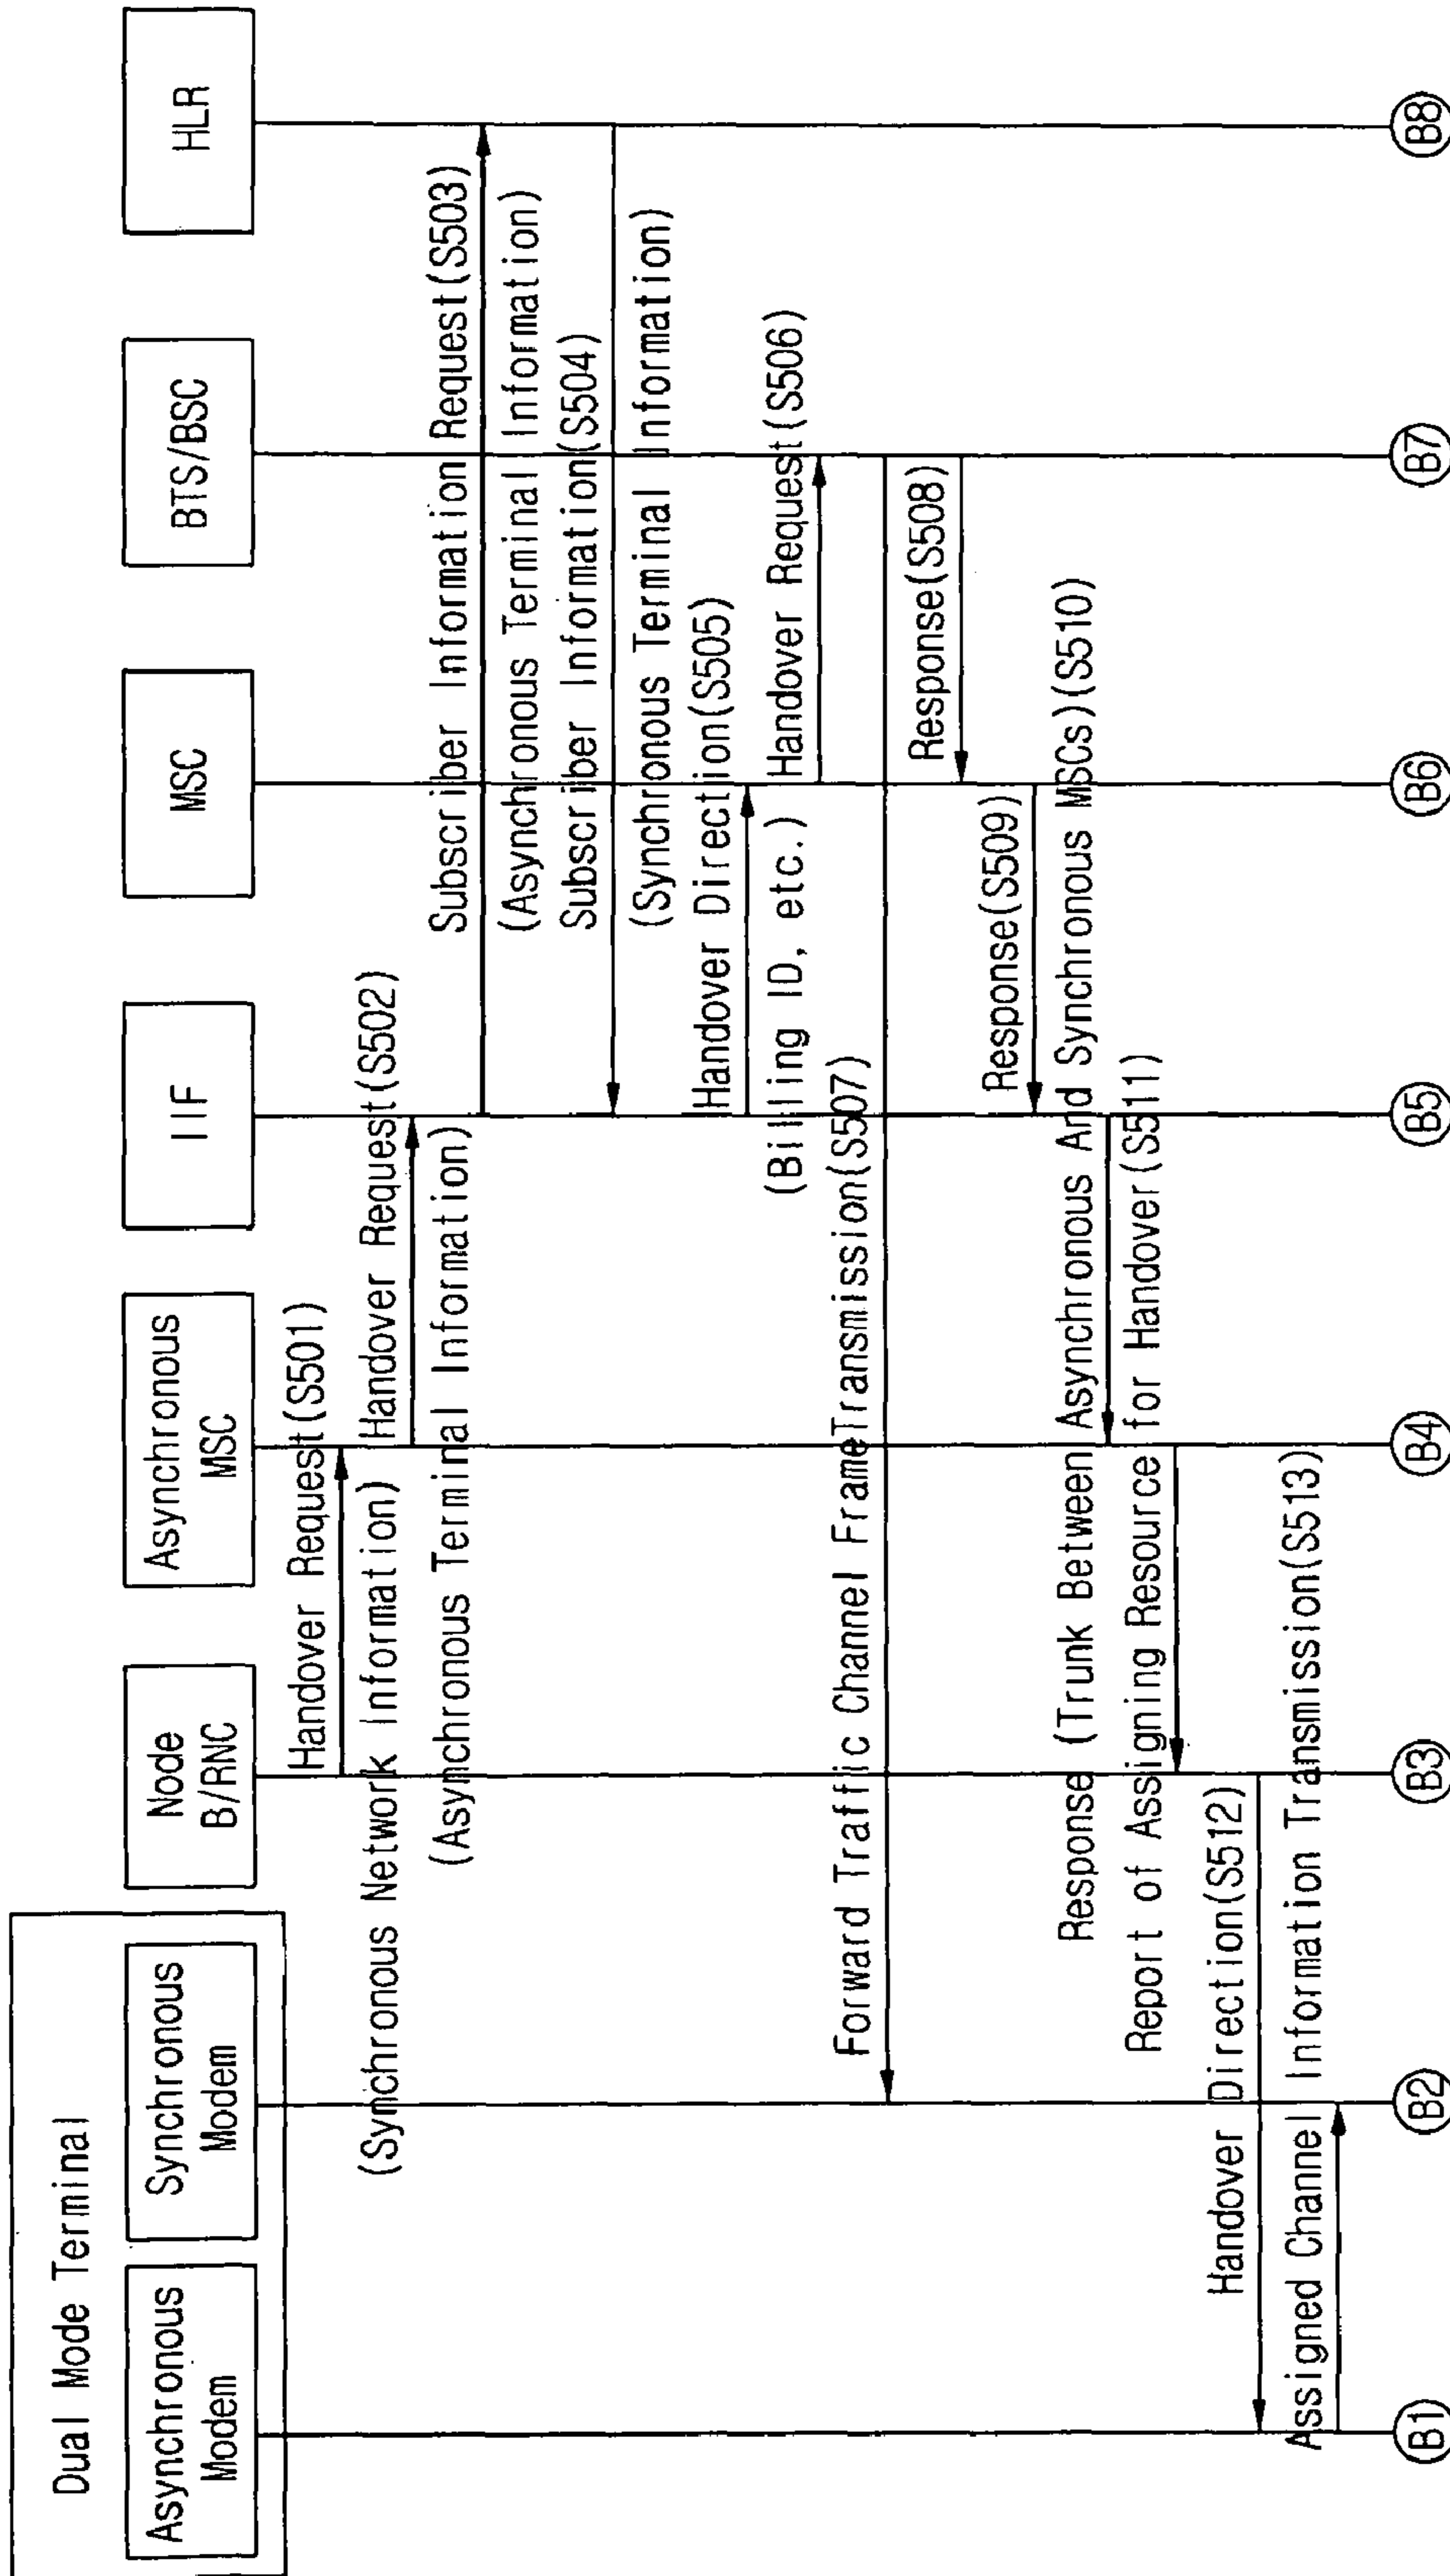 Dual Mode Terminal
Asynchronous
Modem
Synchronous
Modem
Node
B/RNC
Asynchronous
MSC
IIF
MSC
BTS/BSC
HLR
Handover Request(S501)
(Synchronous Network Information)
Handover Request(S502)
(Asynchronous Terminal Information)
Subscriber Information Request(S503)
(Asynchronous Terminal Information)
Subscriber Information(S504)
(Synchronous Terminal Information)
Handover Direction(S505)
(Billing ID, etc.)
Handover Request(S506)
Forward Traffic Channel FrameTransmission(S507)
Response(S508)
Response(S509)
Response (Trunk Between Asynchronous And Synchronous MSCs)(S510)
Report of Assigning Resource for Handover(S511)
Handover Direction(S512)
Assigned Channel Information Transmission(S513)
B1
B2
B3
B4
B5
B6
B7
B8